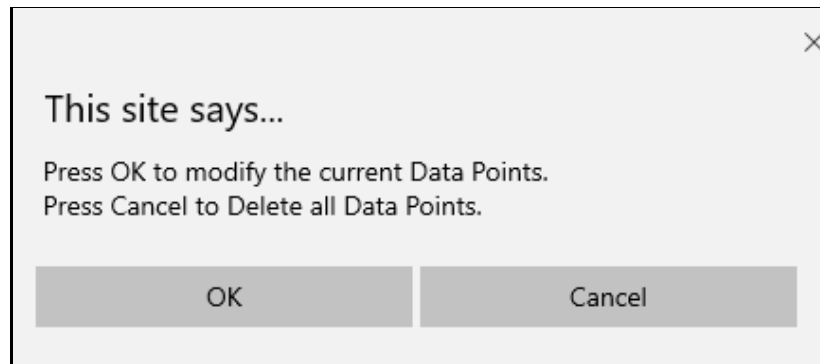 This site says...
Press OK to modify the current Data Points.
Press Cancel to Delete all Data Points.
OK
Cancel